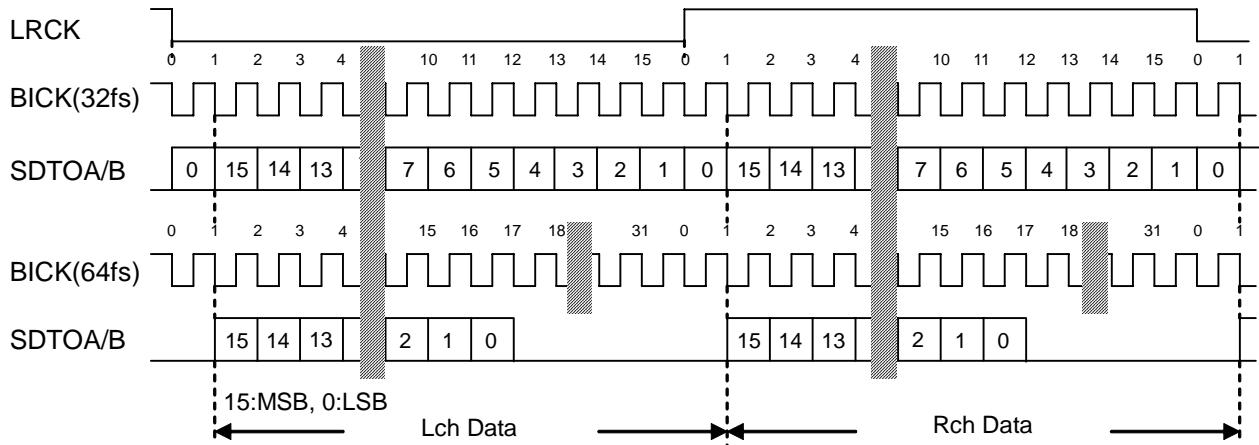 LRCK
0 1 2 3 4 10 11 12 13 14 15 0 1 2 3 4 10 11 12 13 14 15 0 1
BICK(32fs)
SDTOA/B 0 15 14 13 7 6 5 4 3 2 1 0 15 14 13 7 6 5 4 3 2 1 0
0 1 2 3 4 15 16 17 18 31 0 1 2 3 4 15 16 17 18 31 0 1
BICK(64fs)
SDTOA/B 15 14 13 2 1 0 15 14 13 2 1 0
15:MSB, 0:LSB
Lch Data Rch Data